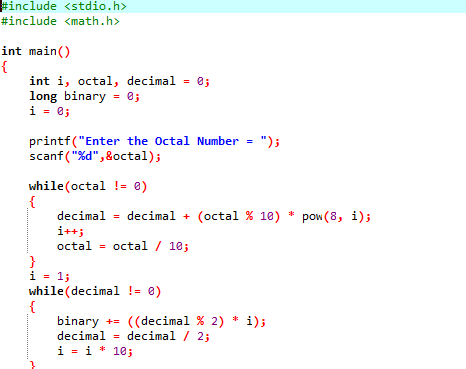 #include <stdio.h>
#include <math.h>
int main()
{
int i, octal, decimal = 0;
long binary = 0;
i = 0;
printf("Enter the Octal Number = ");
scanf("%d",&octal);
while(octal != 0)
{
decimal = decimal + (octal % 10) * pow(8, i);
i++;
octal = octal / 10;
}
i = 1;
while(decimal != 0)
{
binary += ((decimal % 2) * i);
decimal = decimal / 2;
i = i * 10;
}